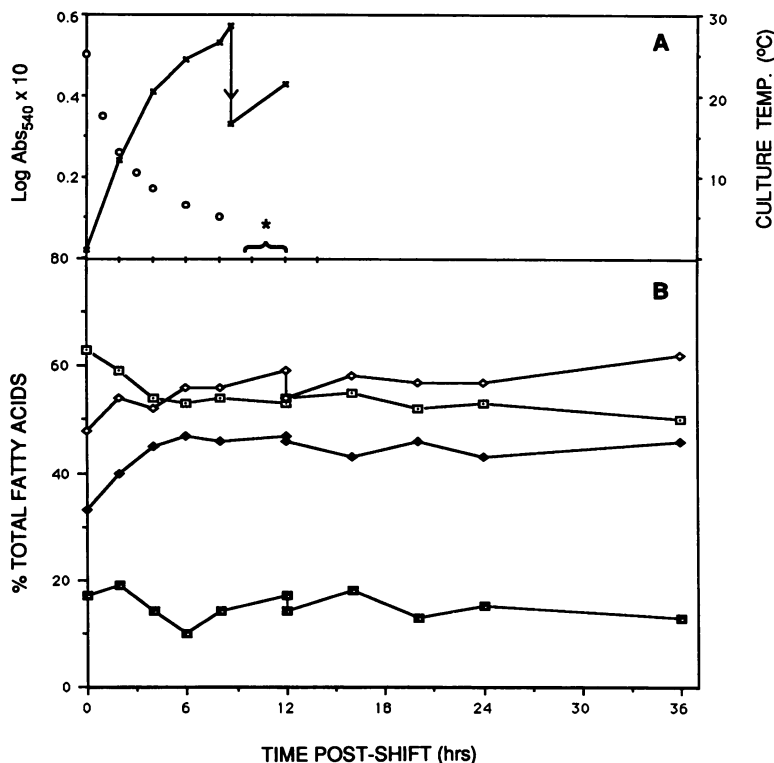 A
Log Abs540 x 10
0.6
0.4
0.2
30
20
10
CULTURE TEMP. (ºC)
*
B
% TOTAL FATTY ACIDS
80
60
40
20
0
0 6 12 18 24 30 36
TIME POST-SHIFT (hrs)